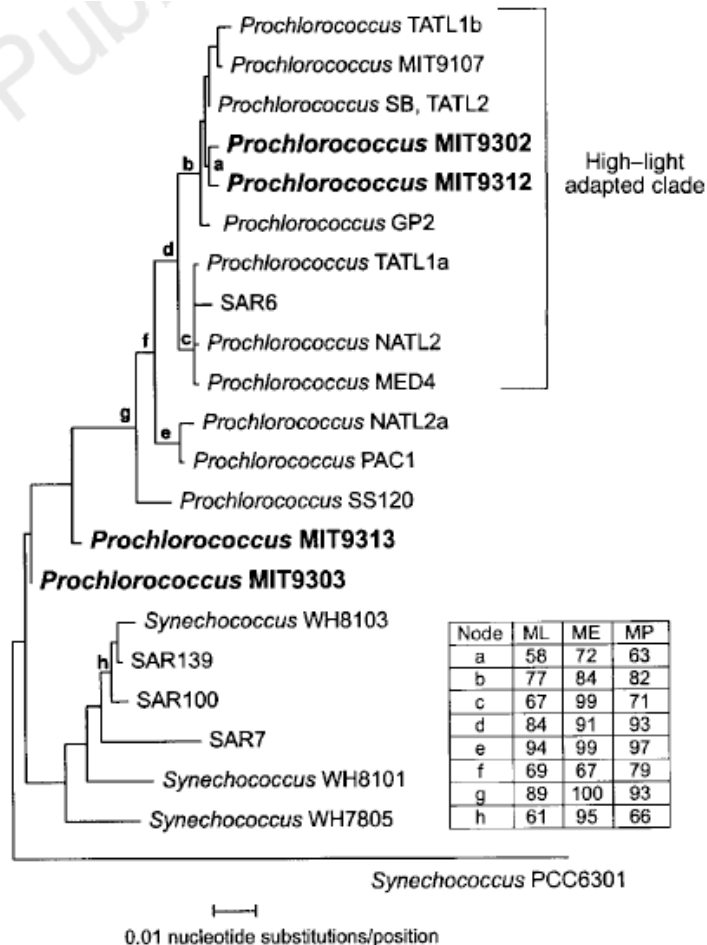 Publ
Prochlorococcus TATL1b
Prochlorococcus MIT9107
Prochlorococcus SB, TATL2
Prochlorococcus MIT9302
b
a
Prochlorococcus MIT9312
High–light
adapted clade
Prochlorococcus GP2
d
Prochlorococcus TATL1a
SAR6
f
c
Prochlorococcus NATL2
Prochlorococcus MED4
g
e
Prochlorococcus NATL2a
Prochlorococcus PAC1
Prochlorococcus SS120
Prochlorococcus MIT9313
Prochlorococcus MIT9303
Synechococcus WH8103
h
SAR139
SAR100
SAR7
Synechococcus WH8101
Synechococcus WH7805
Node ML ME MP
a 58 72 63
b 77 84 82
c 67 99 71
d 84 91 93
e 94 99 97
f 69 67 79
g 89 100 93
h 61 95 66
Synechococcus PCC6301
0.01 nucleotide substitutions/position